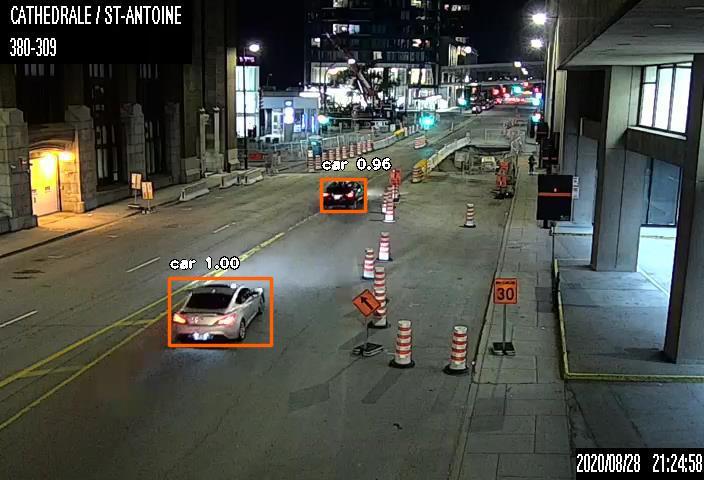 CATHEDRALE / ST-ANTOINE
380-309
car 0.96
car 1.00
30
2020/08/28 21:24:58